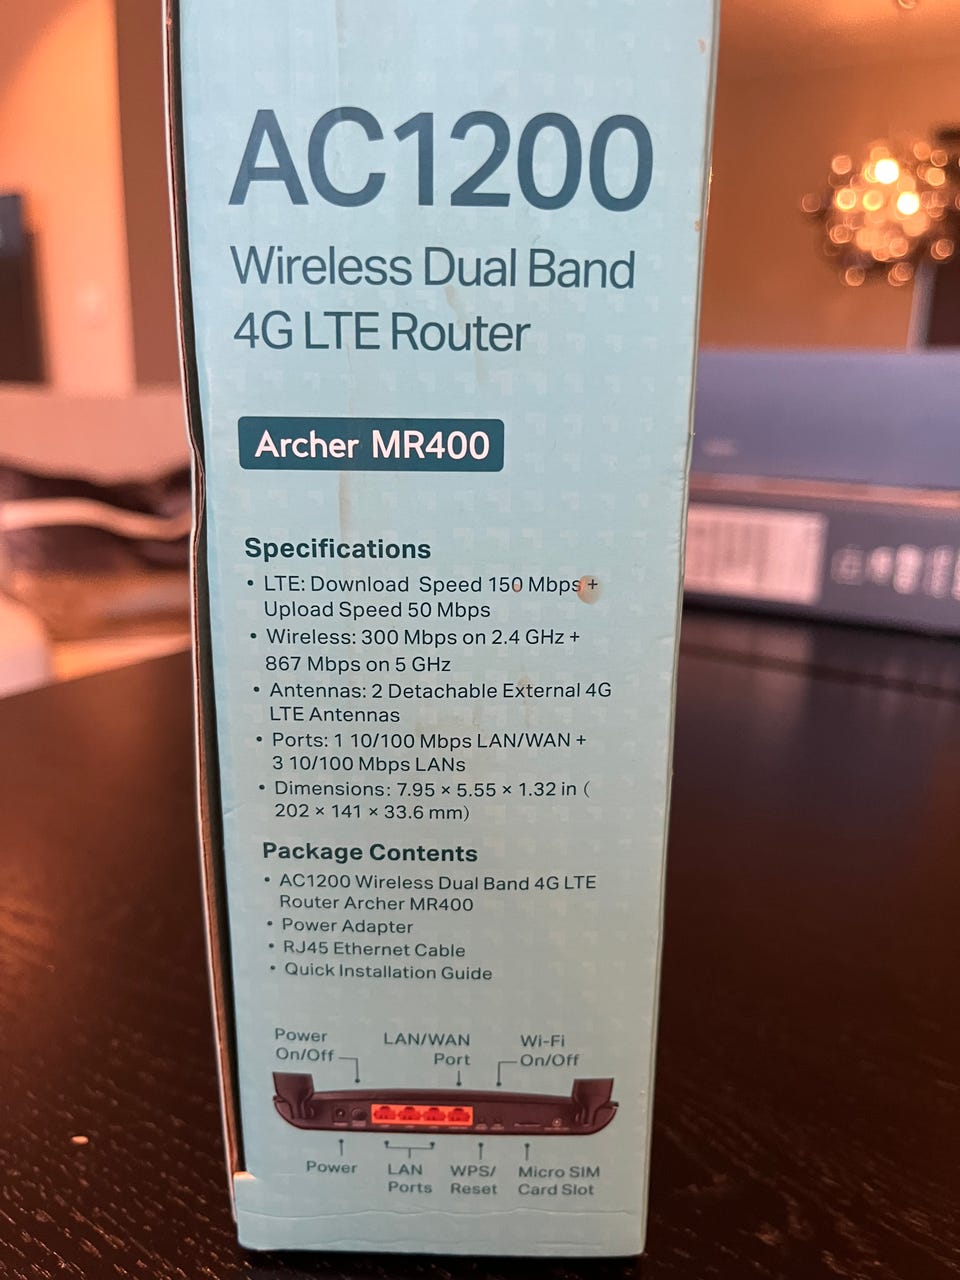 AC1200
Wireless Dual Band
4G LTE Router
Archer MR400
Specifications
• LTE: Download Speed 150 Mbps +
Upload Speed 50 Mbps
• Wireless: 300 Mbps on 2.4 GHz +
867 Mbps on 5 GHz
• Antennas: 2 Detachable External 4G
LTE Antennas
• Ports: 1 10/100 Mbps LAN/WAN +
3 10/100 Mbps LANs
• Dimensions: 7.95 × 5.55 × 1.32 in (
202 × 141 × 33.6 mm)
Package Contents
• AC1200 Wireless Dual Band 4G LTE
Router Archer MR400
• Power Adapter
• RJ45 Ethernet Cable
• Quick Installation Guide
Power
On/Off
LAN/WAN
Port
Wi-Fi
On/Off
Power
LAN
Ports
WPS/
Reset
Micro SIM
Card Slot